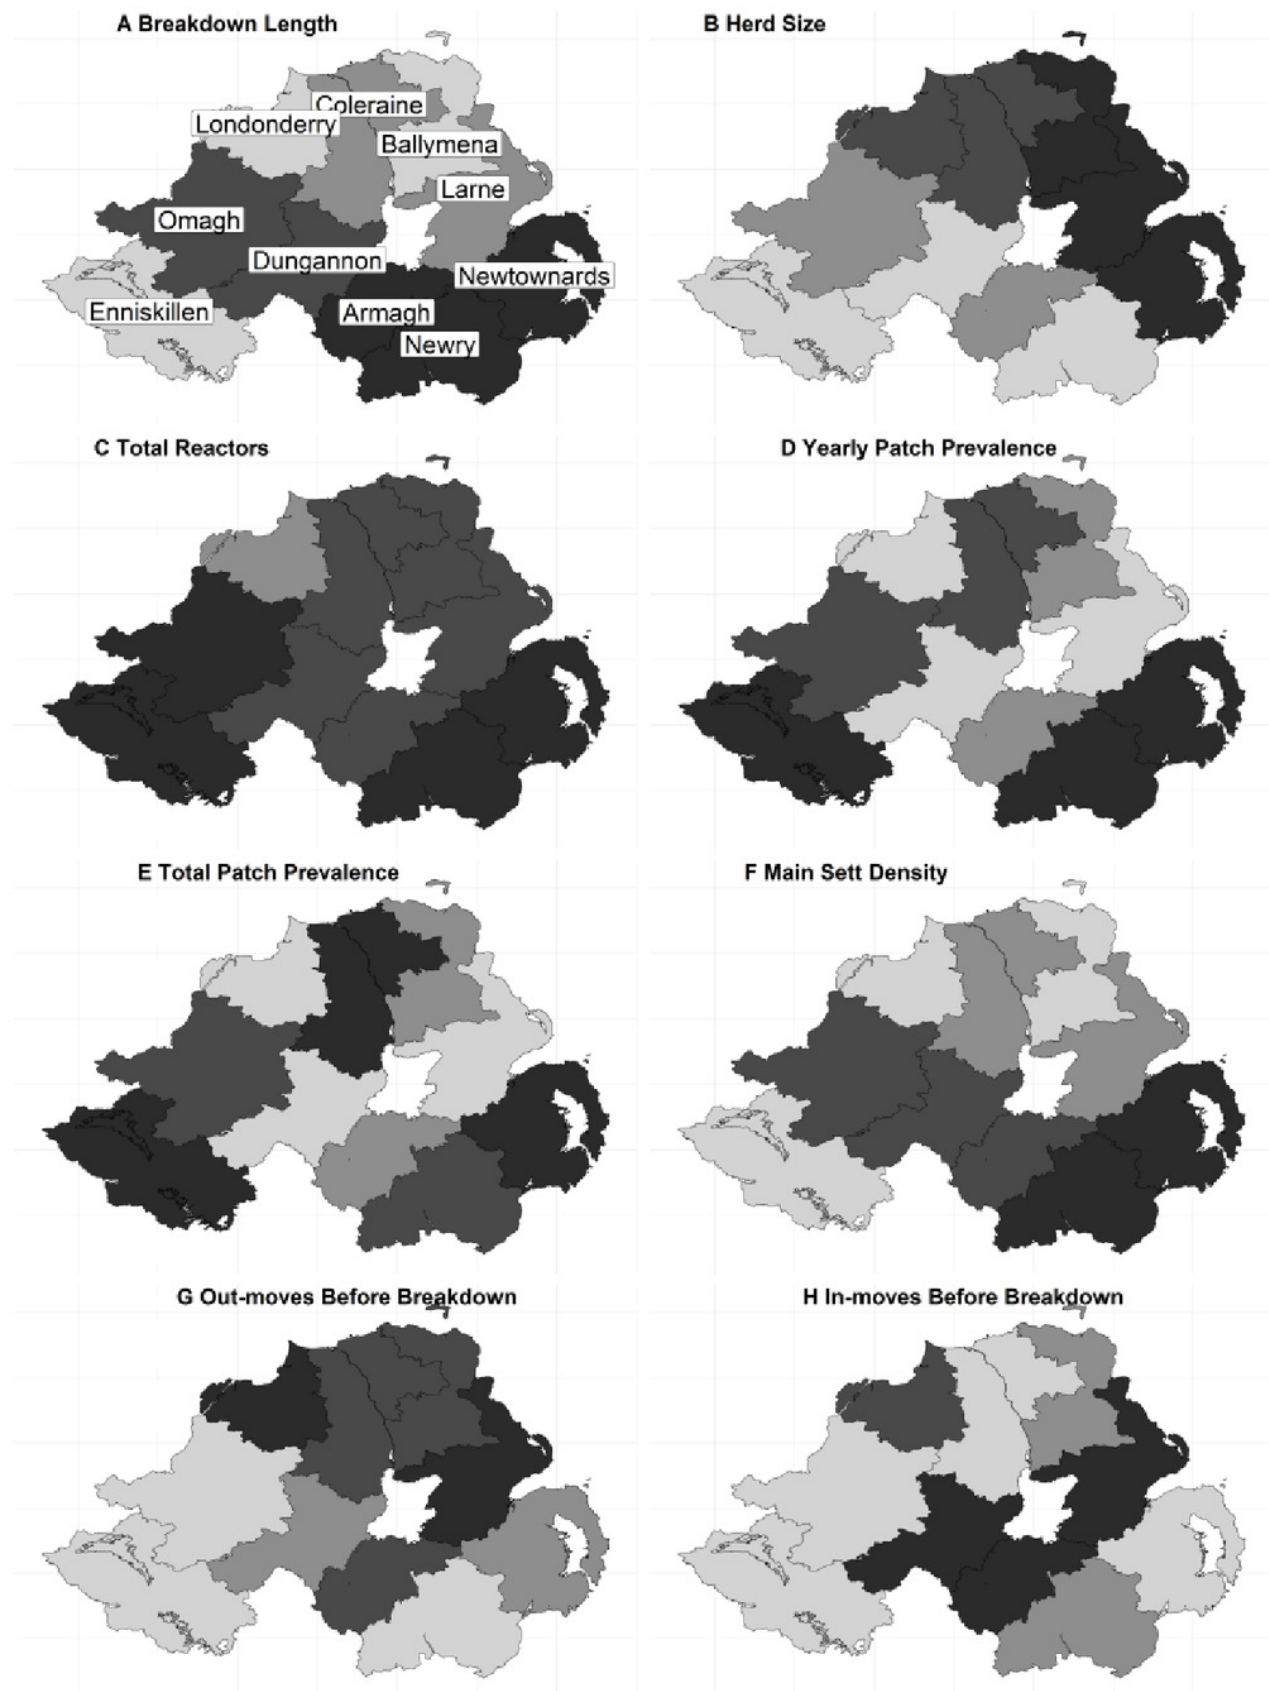 A Breakdown Length
B Herd Size
Coleraine
Londonderry
Ballymena
Larne
Omagh
Dungannon
Newtownards
Enniskillen
Armagh
Newry
C Total Reactors
D Yearly Patch Prevalence
E Total Patch Prevalence
F Main Sett Density
G Out-moves Before Breakdown
H In-moves Before Breakdown